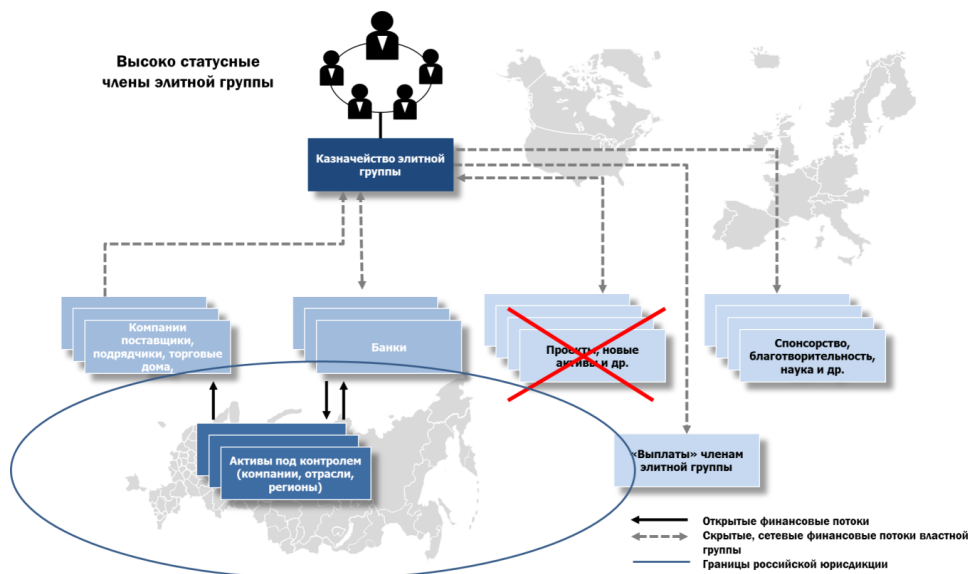 Высоко статусные
члены элитной группы
Казначейство элитной
группы
Компании
поставщики,
подрядчики, торговые
дома,
Банки
Проекты, новые
активы и др.
Спонсорство,
благотворительность,
наука и др.
Активы под контролем
(компании, отрасли,
регионы)
«Выплаты» членам
элитной группы
Открытые финансовые потоки
Скрытые, сетевые финансовые потоки властной
группы
Границы российской юрисдикции